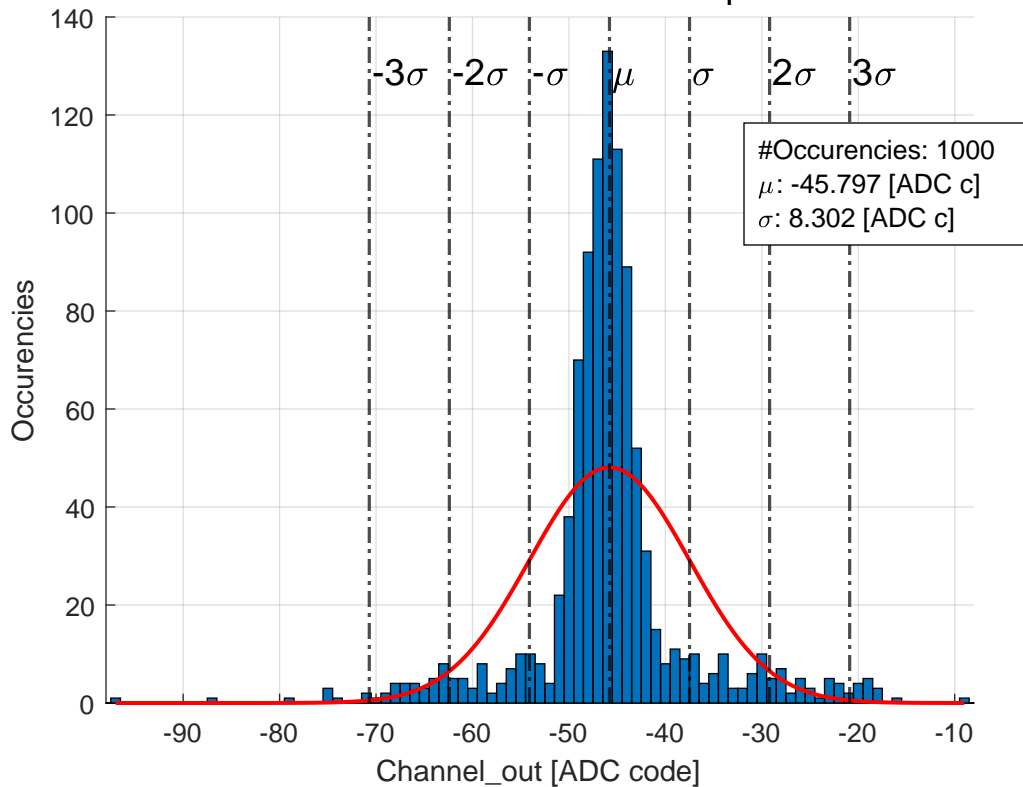 140
120
100
80
60
40
20
0
Occurencies
-3σ -2σ -σ μ σ 2σ 3σ
#Occurencies: 1000
μ: -45.797 [ADC c]
σ: 8.302 [ADC c]
-90 -80 -70 -60 -50 -40 -30 -20 -10
Channel_out [ADC code]